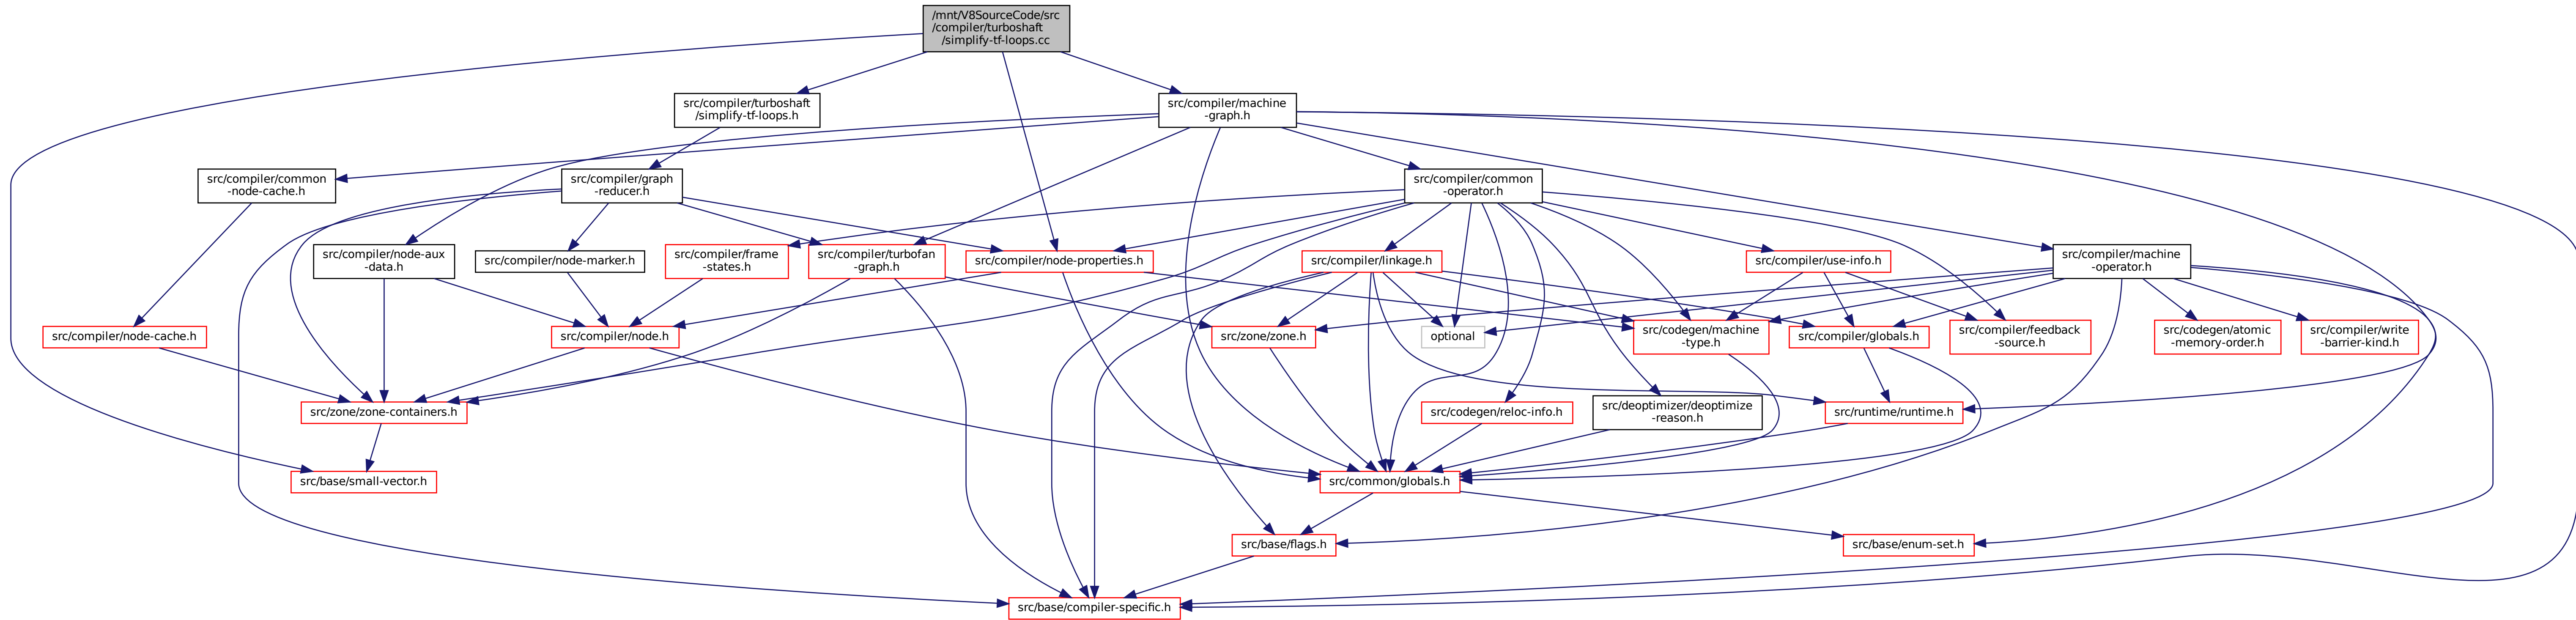 /mnt/V8SourceCode/src
/compiler/turboshaft
/simplify-tf-loops.cc
src/compiler/turboshaft
/simplify-tf-loops.h
src/compiler/machine
-graph.h
src/compiler/common
-node-cache.h
src/compiler/graph
-reducer.h
src/compiler/common
-operator.h
src/compiler/node-aux
-data.h
src/compiler/node-marker.h
src/compiler/frame
-states.h
src/compiler/turbofan
-graph.h
src/compiler/node-properties.h
src/compiler/linkage.h
src/compiler/use-info.h
src/compiler/machine
-operator.h
src/compiler/node-cache.h
src/compiler/node.h
src/zone/zone.h
optional
src/codegen/machine
-type.h
src/compiler/globals.h
src/compiler/feedback
-source.h
src/codegen/atomic
-memory-order.h
src/compiler/write
-barrier-kind.h
src/zone/zone-containers.h
src/codegen/reloc-info.h
src/deoptimizer/deoptimize
-reason.h
src/runtime/runtime.h
src/base/small-vector.h
src/common/globals.h
src/base/flags.h
src/base/enum-set.h
src/base/compiler-specific.h